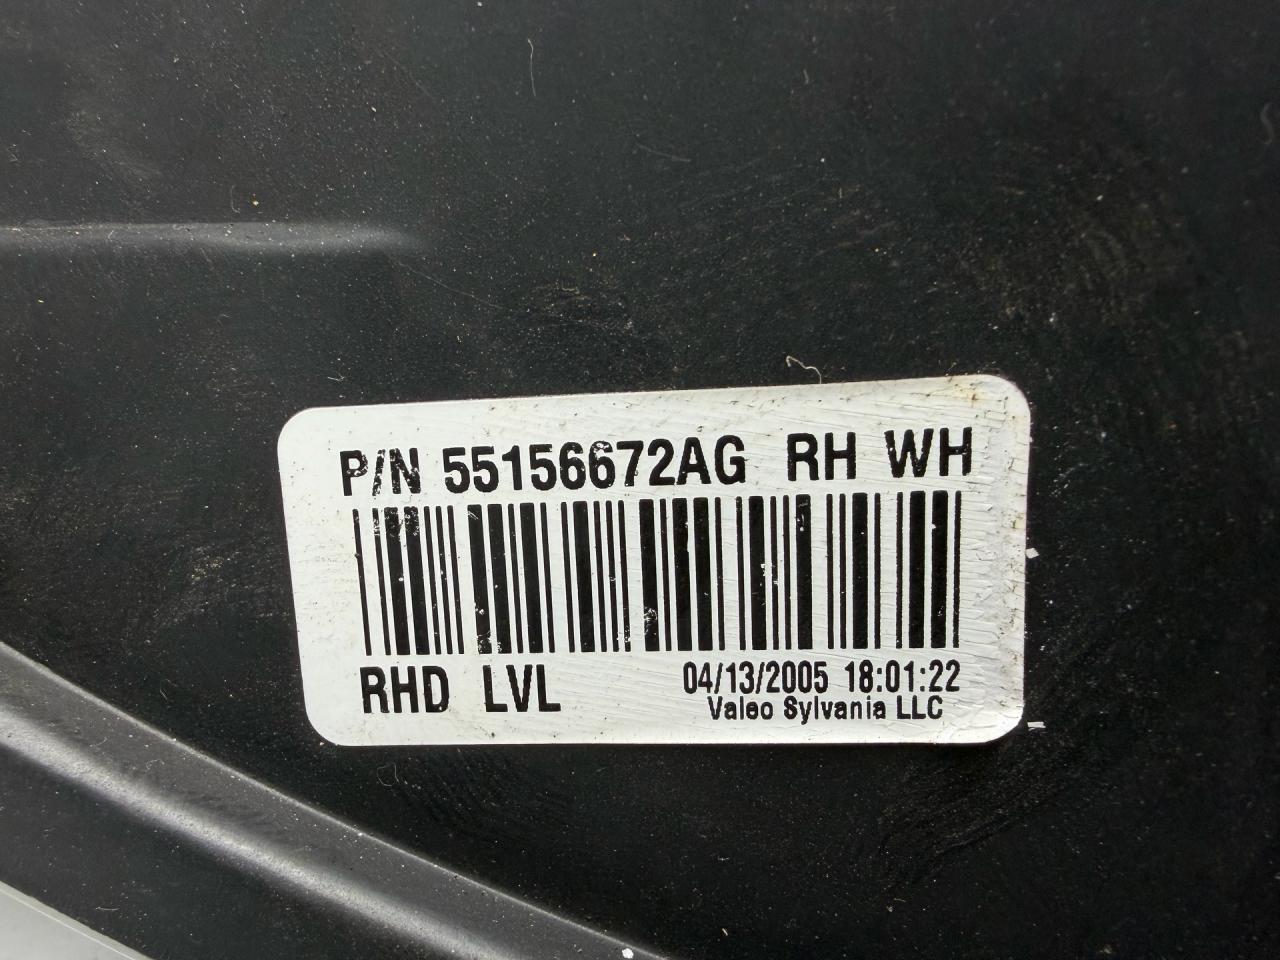 P/N 55156672AG RH WH
RHD LVL
04/13/2005 18:01:22
Valeo Sylvania LLC